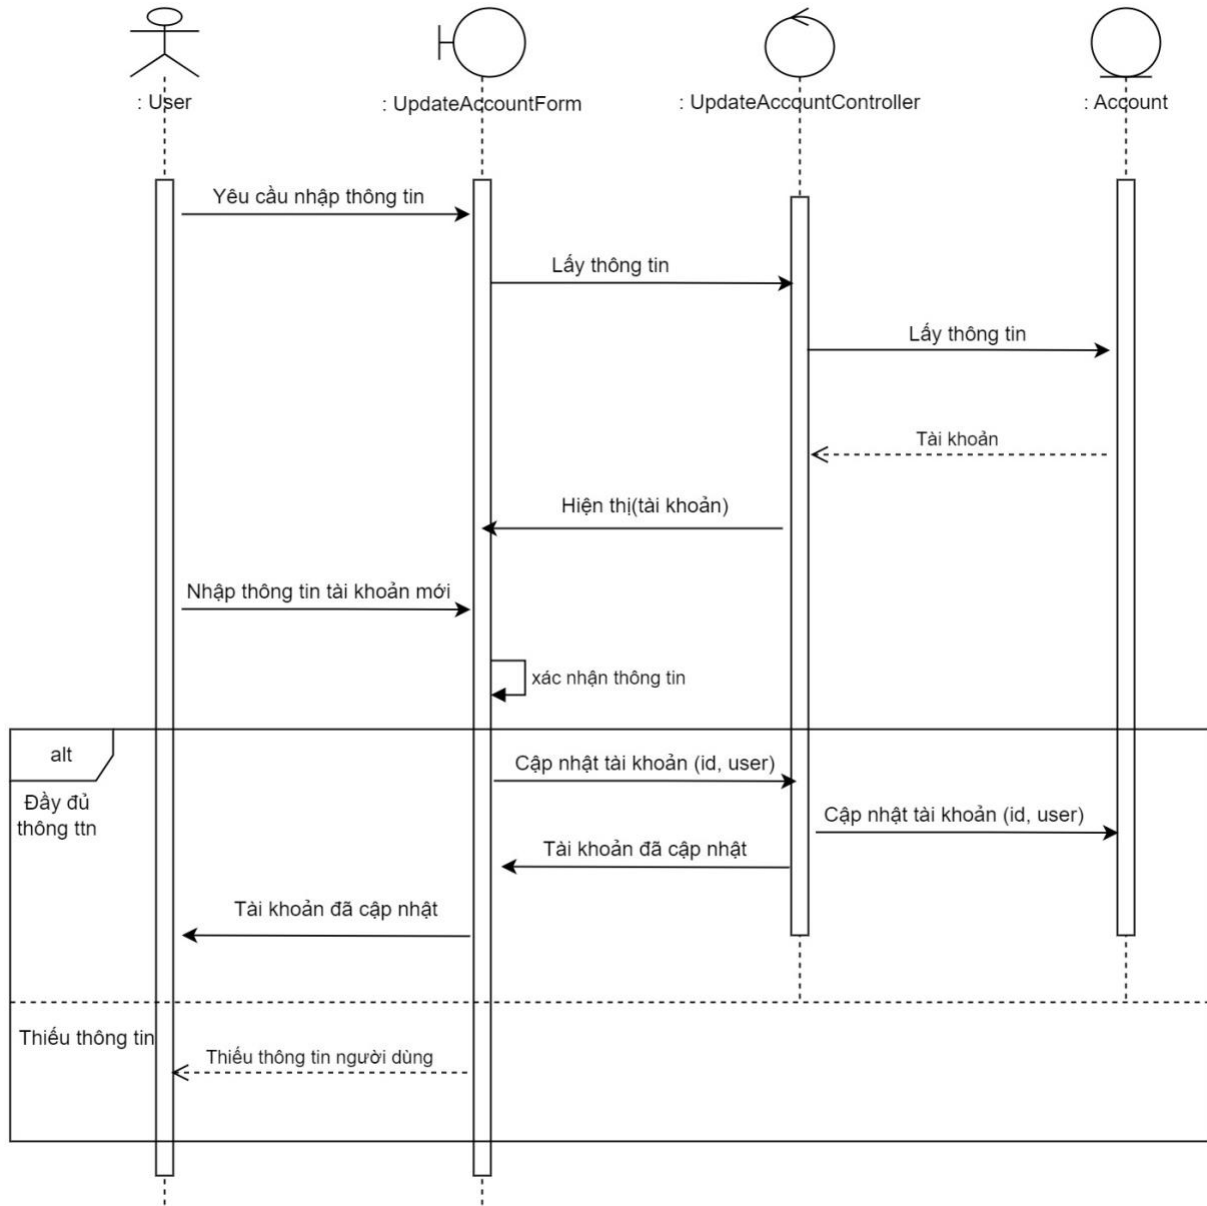 : User
: UpdateAccountForm
: UpdateAccountController
: Account
Yêu cầu nhập thông tin
Lấy thông tin
Lấy thông tin
Tài khoản
Hiện thị(tài khoản)
Nhập thông tin tài khoản mới
xác nhận thông tin
alt
Đầy đủ
thông ttn
Cập nhật tài khoản (id, user)
Cập nhật tài khoản (id, user)
Tài khoản đã cập nhật
Tài khoản đã cập nhật
Thiếu thông tin
Thiếu thông tin người dùng